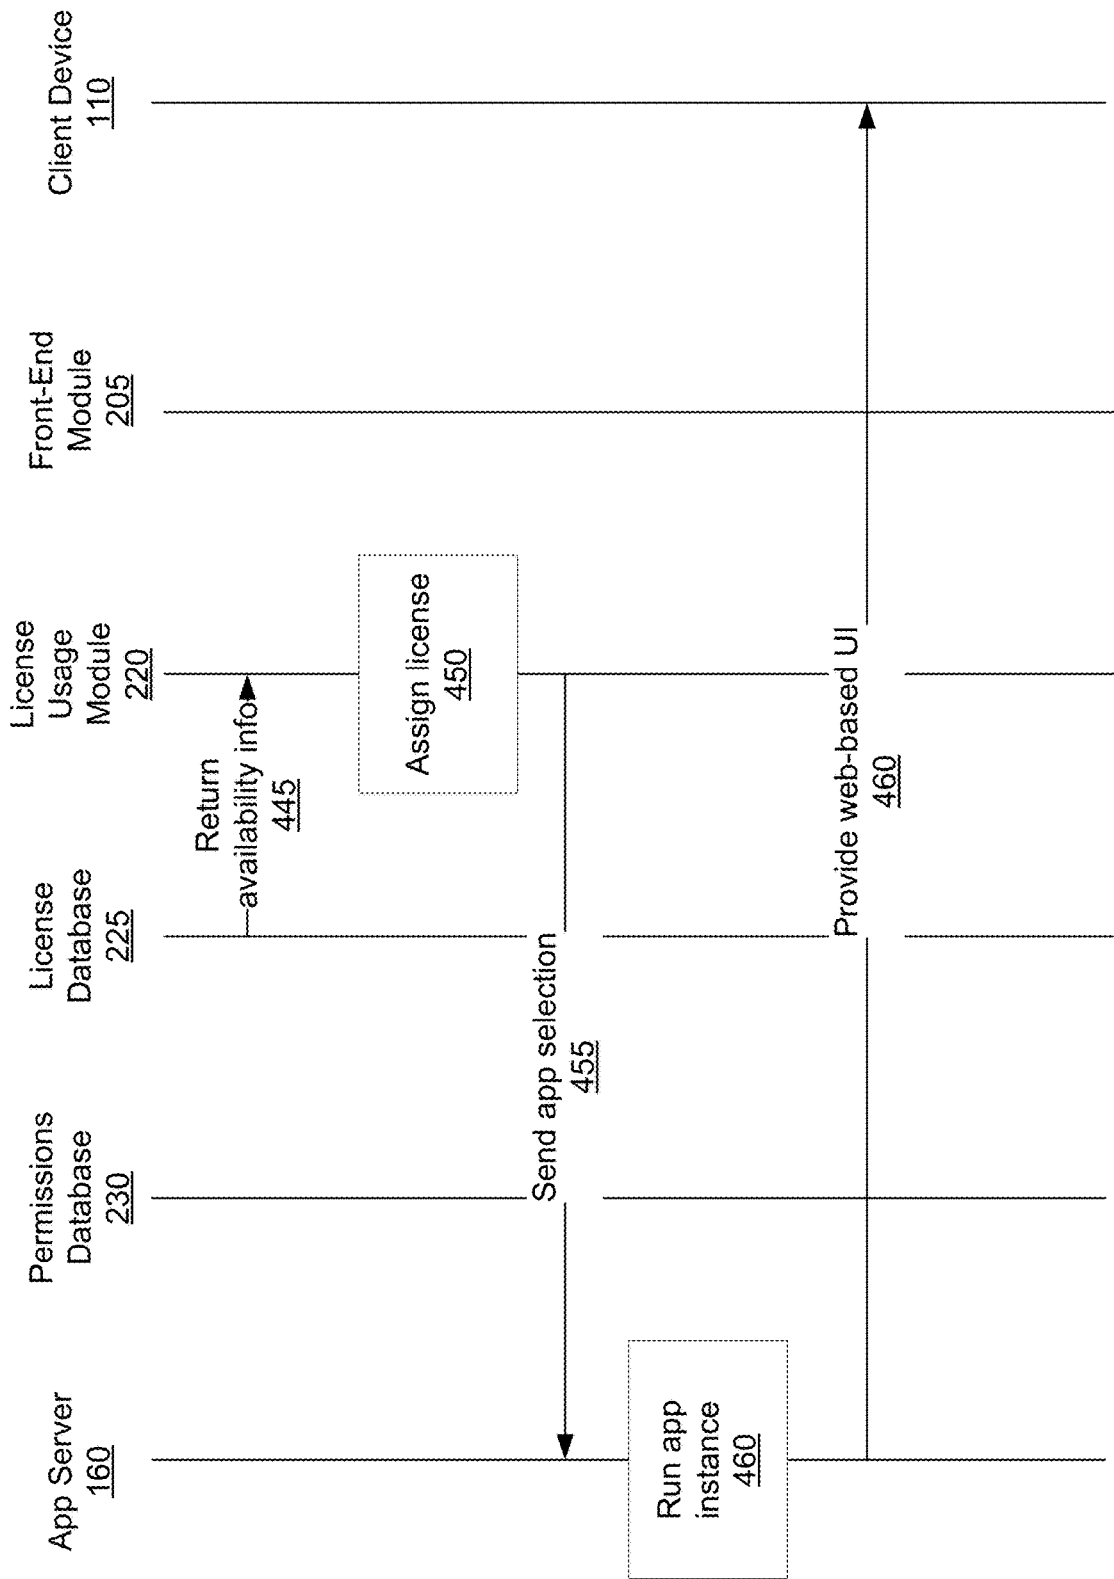 App Server
160
Permissions
Database
230
License
Database
225
License
Usage
Module
220
Front-End
Module
205
Client Device
110
Return
availability info
445
Assign license
450
Send app selection
455
Run app
instance
460
Provide web-based UI
460